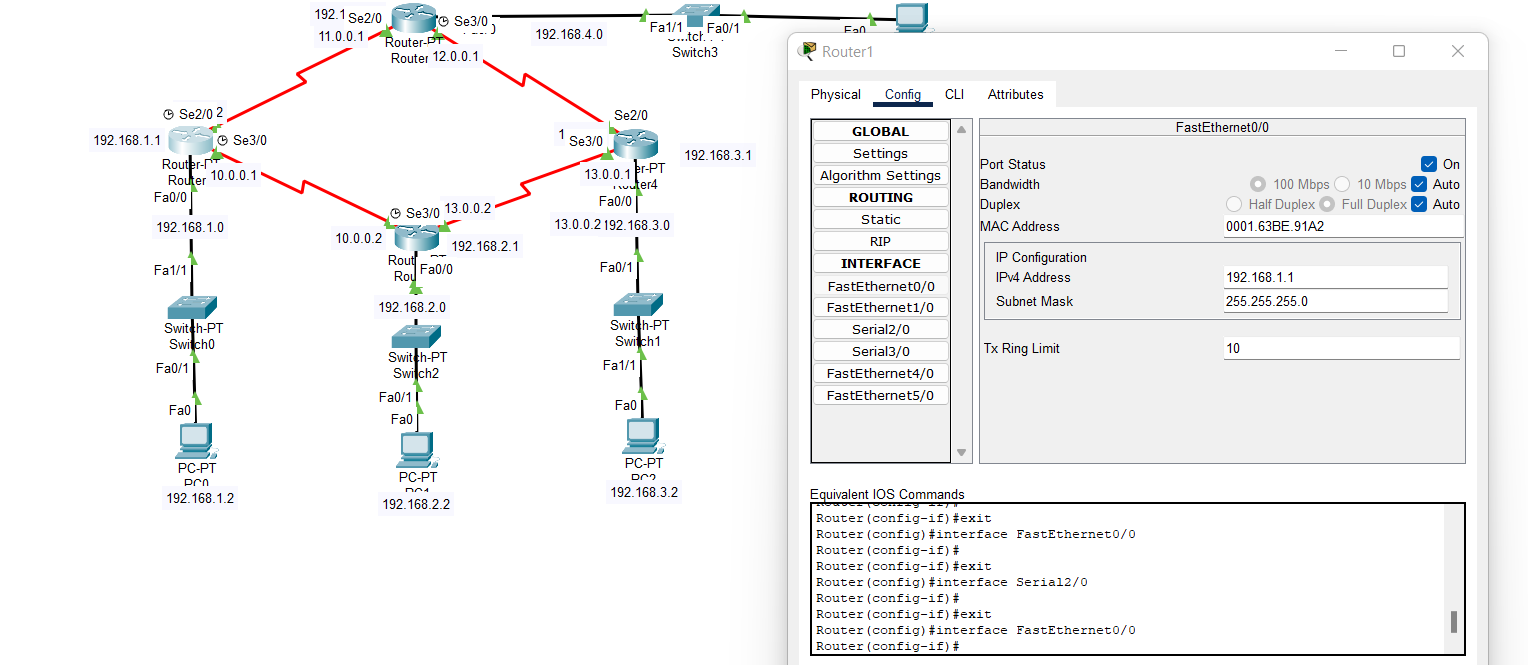 192.1
Se2/0
Se3/0
11.0.0.1
Router-PT
Router
12.0.0.1
192.168.4.0
Fa1/1
Fa0/1
Switch3
Fa0
Se2/0
2
192.168.1.1
Se3/0
Router
10.0.0.1
Fa0/0
192.168.1.0
Fa1/1
Switch-PT
Switch0
Fa0/1
Fa0
PC-PT
PC0
192.168.1.2
Se3/0
13.0.0.2
10.0.0.2
192.168.2.1
Rout
Rou
Fa0/0
192.168.2.0
Switch-PT
Switch2
Fa0/1
Fa0
PC-PT
PC1
192.168.2.2
Se2/0
1
Se3/0
192.168.3.1
er-PT
13.0.0.1
Router4
Fa0/0
13.0.0.2
192.168.3.0
Fa0/1
Switch-PT
Switch1
Fa1/1
Fa0
PC-PT
PC2
192.168.3.2
Router1
Physical Config CLI Attributes
GLOBAL
Settings
Algorithm Settings
ROUTING
Static
RIP
INTERFACE
FastEthernet0/0
FastEthernet1/0
Serial2/0
Serial3/0
FastEthernet4/0
FastEthernet5/0
FastEthernet0/0
Port Status On
Bandwidth 100 Mbps 10 Mbps Auto
Duplex Half Duplex Full Duplex Auto
MAC Address 0001.63BE.91A2
IP Configuration
IPv4 Address 192.168.1.1
Subnet Mask 255.255.255.0
Tx Ring Limit 10
Equivalent IOS Commands
Router(config-if)#
Router(config-if)#exit
Router(config)#interface FastEthernet0/0
Router(config-if)#
Router(config-if)#exit
Router(config)#interface Serial2/0
Router(config-if)#
Router(config-if)#exit
Router(config)#interface FastEthernet0/0
Router(config-if)#